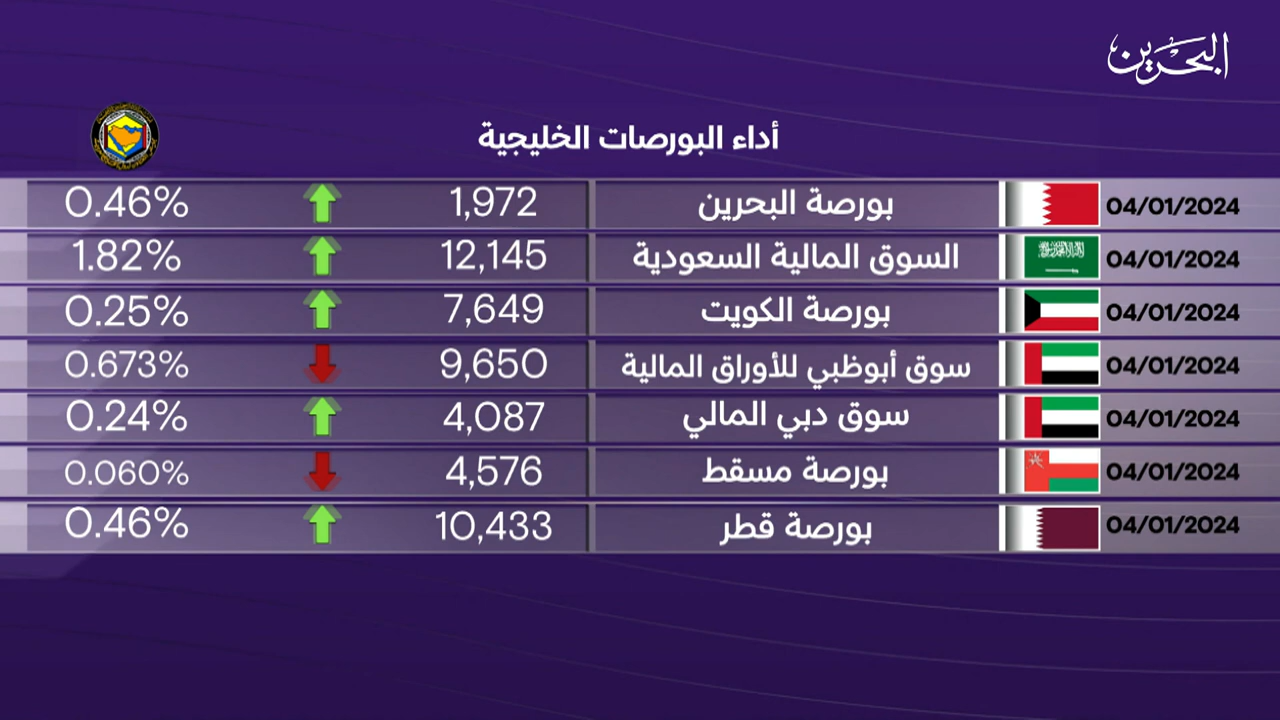 البحرين
أداء البورصات الخليجية
04/01/2024 بورصة البحرين 1,972 0.46%
04/01/2024 السوق المالية السعودية 12,145 1.82%
04/01/2024 بورصة الكويت 7,649 0.25%
04/01/2024 سوق أبوظبي للأوراق المالية 9,650 0.673%
04/01/2024 سوق دبي المالي 4,087 0.24%
04/01/2024 بورصة مسقط 4,576 0.060%
04/01/2024 بورصة قطر 10,433 0.46%